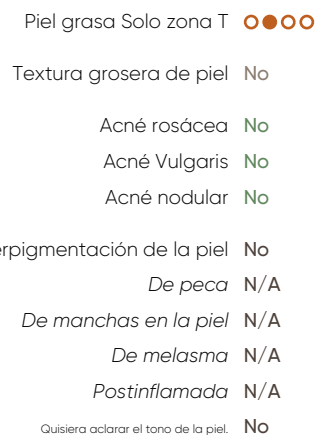 Piel grasa Solo zona T
Textura grosera de piel No
Acné rosácea No
Acné Vulgaris No
Acné nodular No
erpigmentación de la piel No
De peca N/A
De manchas en la piel N/A
De melasma N/A
Postinflamada N/A
Quisiera aclarar el tono de la piel. No